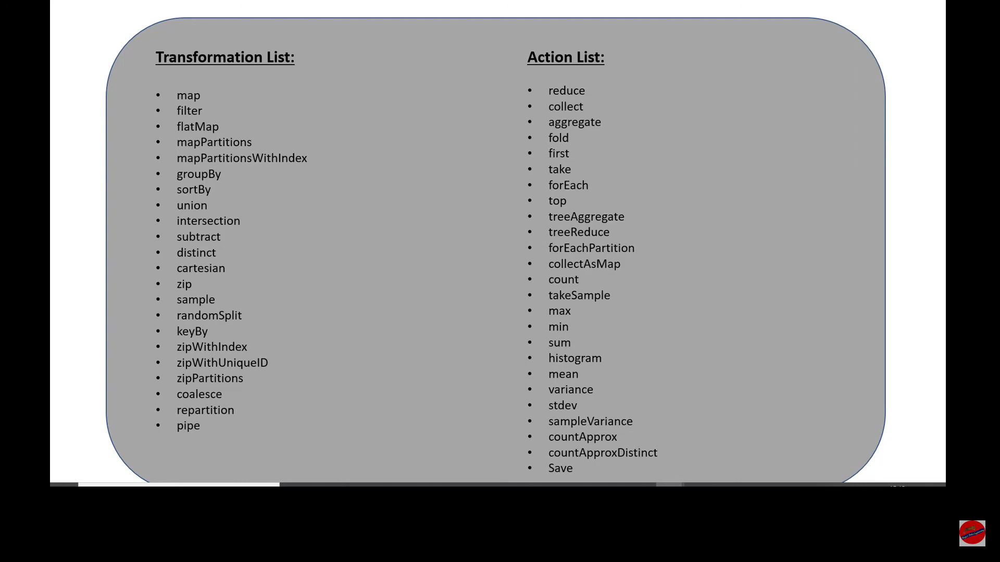 Transformation List:
• map
• filter
• flatMap
• mapPartitions
• mapPartitionsWithIndex
• groupBy
• sortBy
• union
• intersection
• subtract
• distinct
• cartesian
• zip
• sample
• randomSplit
• keyBy
• zipWithIndex
• zipWithUniqueID
• zipPartitions
• coalesce
• repartition
• pipe
Action List:
• reduce
• collect
• aggregate
• fold
• first
• take
• forEach
• top
• treeAggregate
• treeReduce
• forEachPartition
• collectAsMap
• count
• takeSample
• max
• min
• sum
• histogram
• mean
• variance
• stdev
• sampleVariance
• countApprox
• countApproxDistinct
• Save